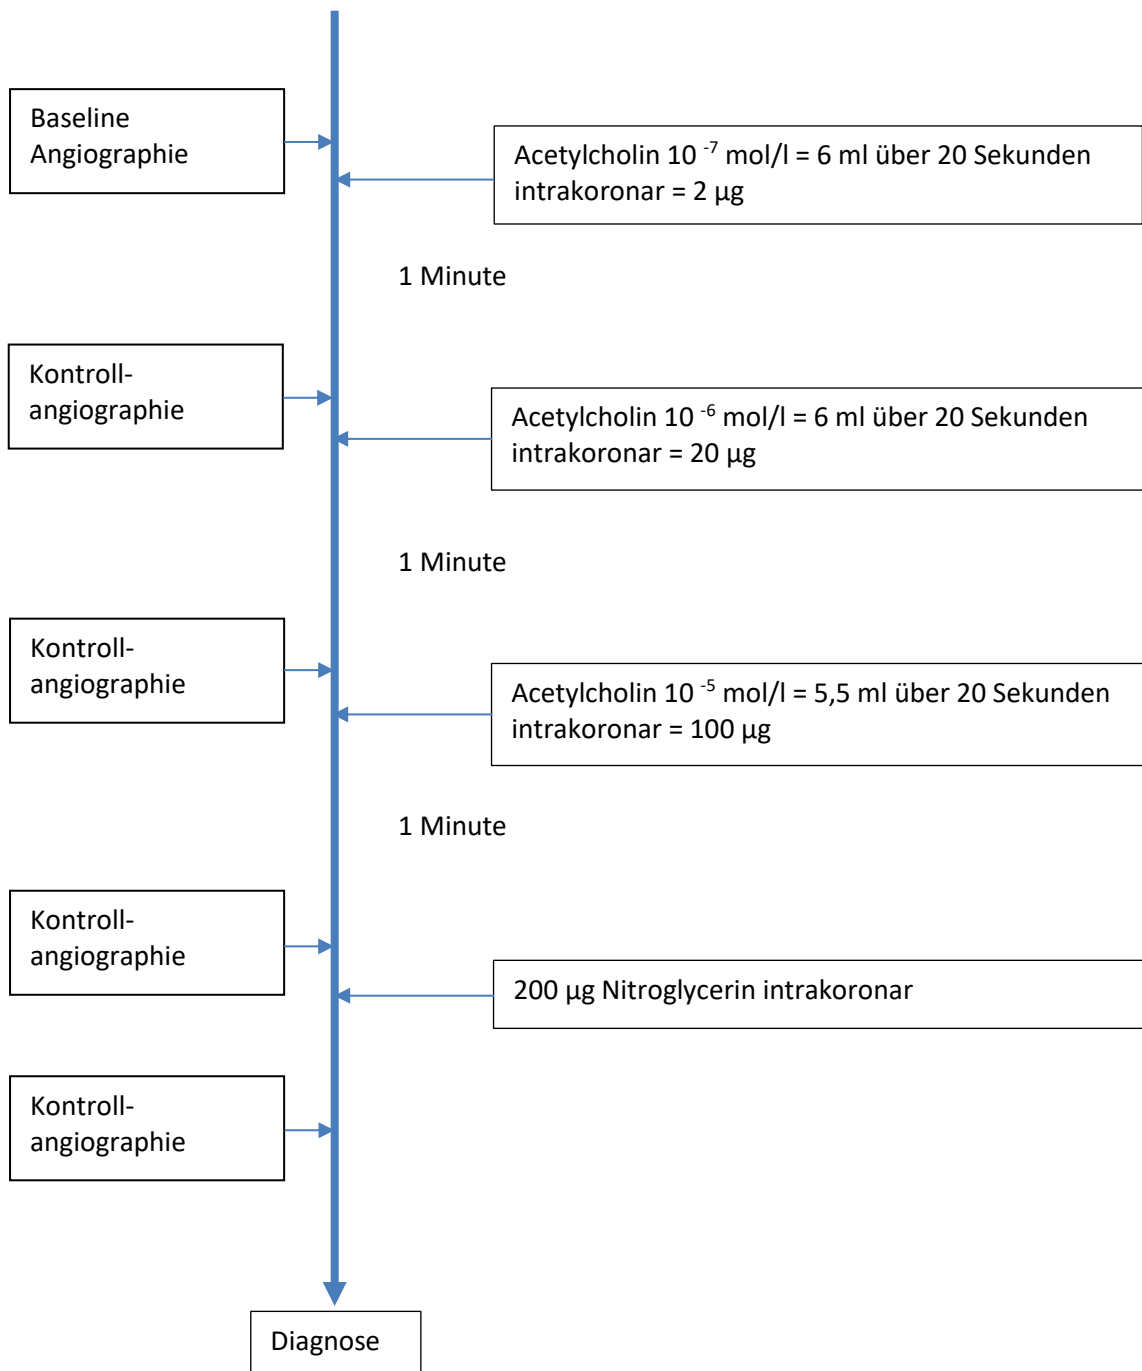 Baseline
Angiographie
Acetylcholin 10 -7 mol/l = 6 ml über 20 Sekunden
intrakoronar = 2 µg
1 Minute
Kontroll-
angiographie
Acetylcholin 10 -6 mol/l = 6 ml über 20 Sekunden
intrakoronar = 20 µg
1 Minute
Kontroll-
angiographie
Acetylcholin 10 -5 mol/l = 5,5 ml über 20 Sekunden
intrakoronar = 100 µg
1 Minute
Kontroll-
angiographie
200 µg Nitroglycerin intrakoronar
Kontroll-
angiographie
Diagnose